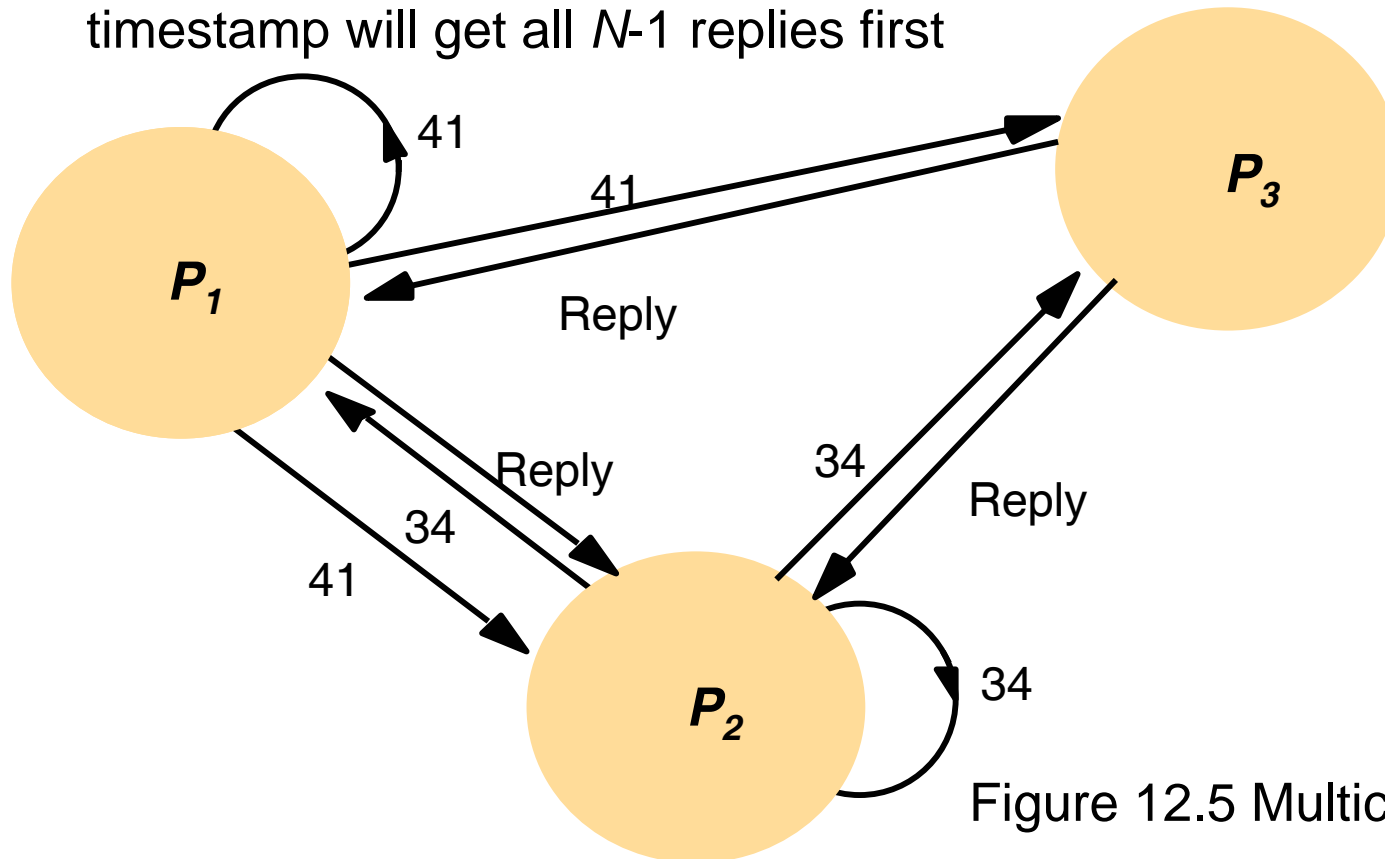 timestamp will get all N-1 replies first
41
41
P3
P1
Reply
Reply
34
34
Reply
41
34
P2
Figure 12.5 Multic